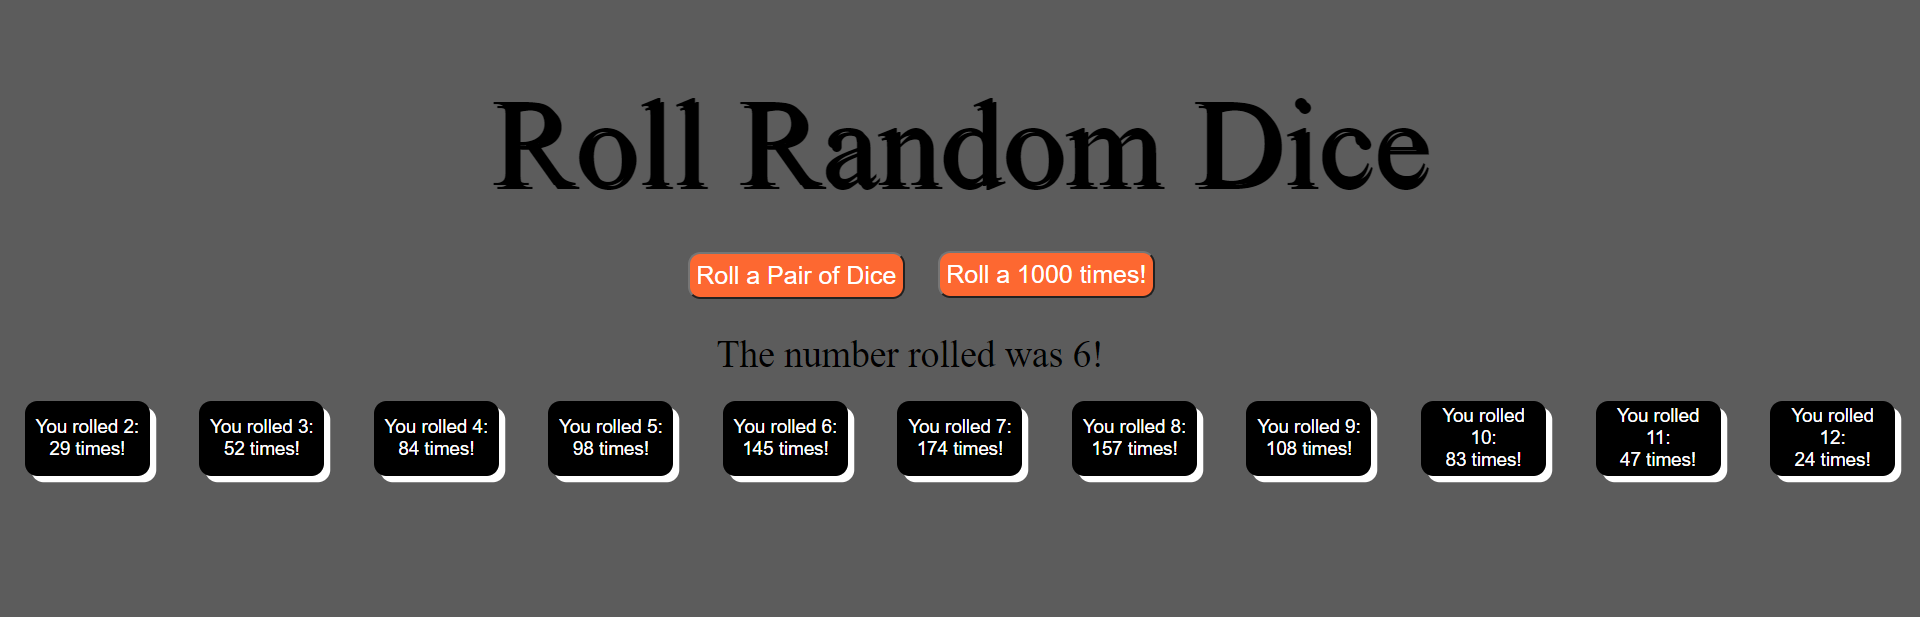 Roll Random Dice
Roll a Pair of Dice
Roll a 1000 times!
The number rolled was 6!
You rolled 2:
29 times!
You rolled 3:
52 times!
You rolled 4:
84 times!
You rolled 5:
98 times!
You rolled 6:
145 times!
You rolled 7:
174 times!
You rolled 8:
157 times!
You rolled 9:
108 times!
You rolled
10:
83 times!
You rolled
11:
47 times!
You rolled
12:
24 times!